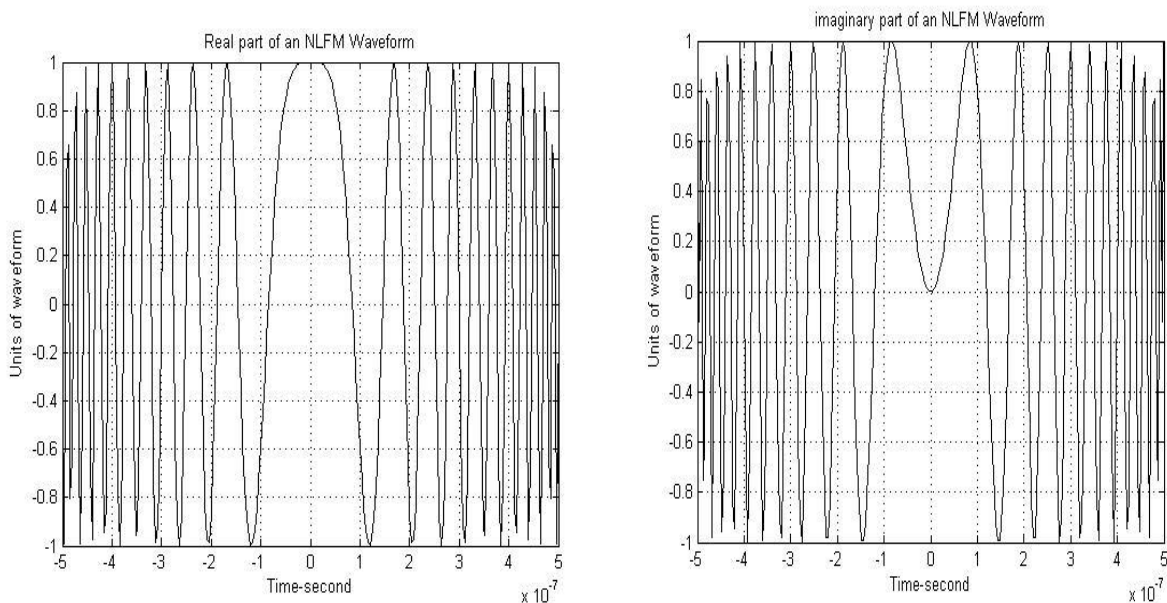 Real part of an NLFM Waveform
1
0.8
0.6
0.4
0.2
0
-0.2
-0.4
-0.6
-0.8
-1
Units of waveform
-5 -4 -3 -2 -1 0 1 2 3 4 5
Time-second
x 10^-7
imaginary part of an NLFM Waveform
1
0.8
0.6
0.4
0.2
0
-0.2
-0.4
-0.6
-0.8
-1
Units of waveform
-5 -4 -3 -2 -1 0 1 2 3 4 5
Time-second
x 10^-7